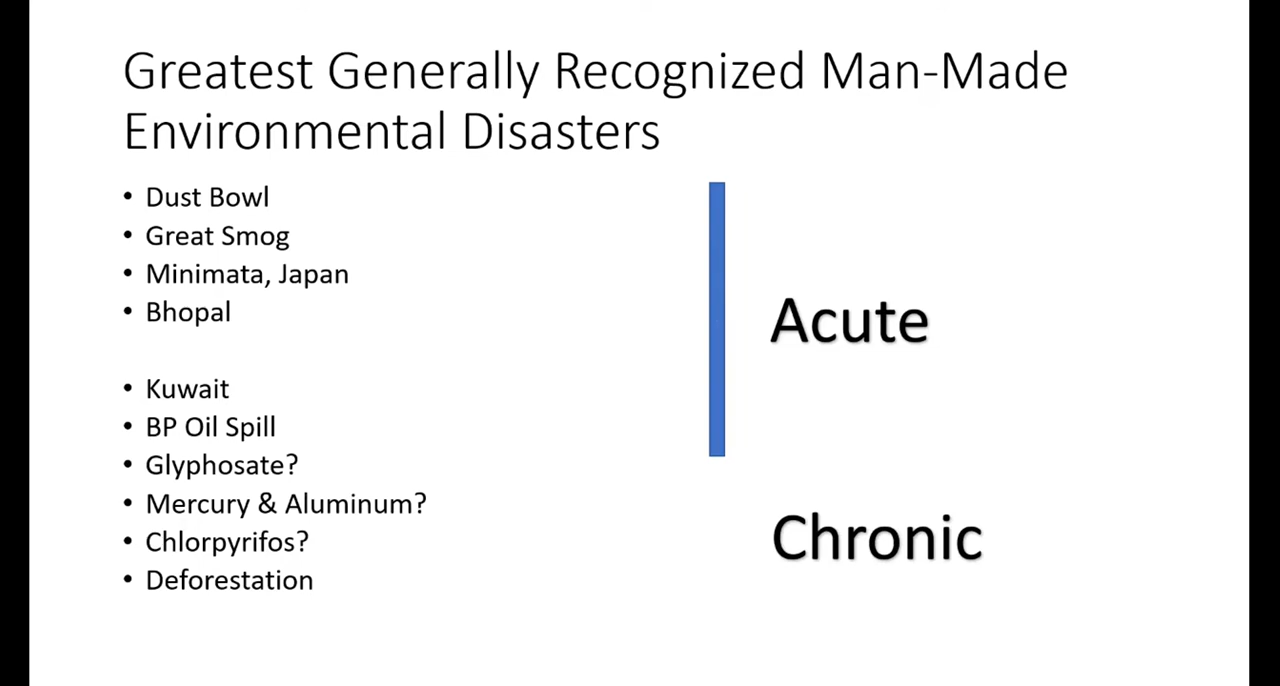 Greatest Generally Recognized Man-Made
Environmental Disasters
• Dust Bowl
• Great Smog
• Minimata, Japan
• Bhopal
• Kuwait
• BP Oil Spill
• Glyphosate?
• Mercury & Aluminum?
• Chlorpyrifos?
• Deforestation
Acute
Chronic